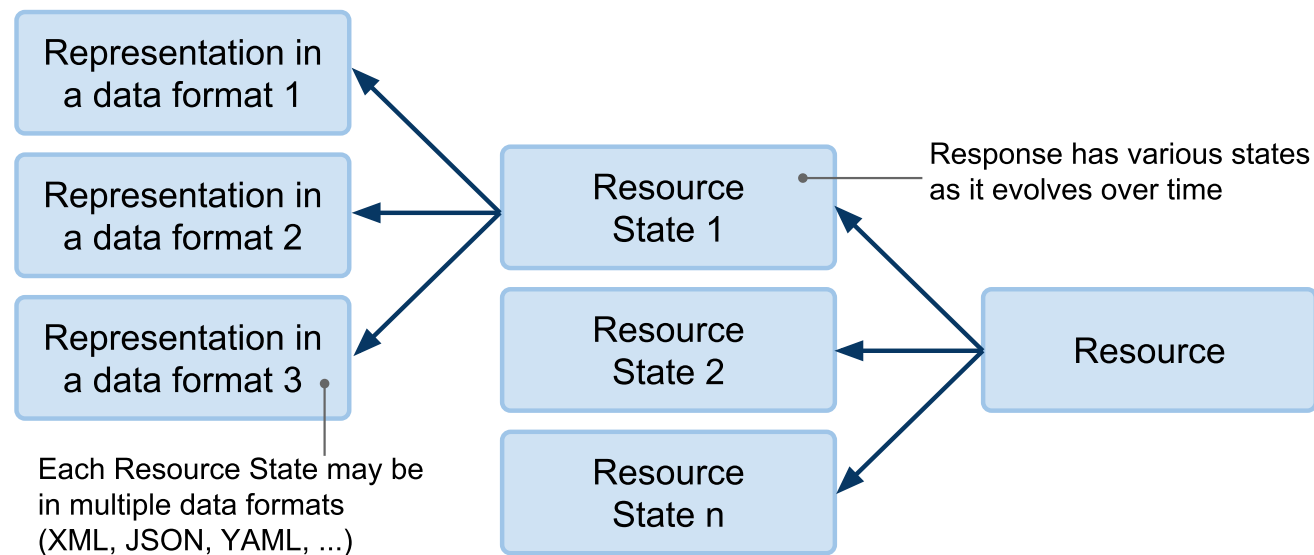 Representation in
a data format 1
Representation in
a data format 2
Representation in
a data format 3
Each Resource State may be
in multiple data formats
(XML, JSON, YAML, ...)
Resource
State 1
Resource
State 2
Resource
State n
Response has various states
as it evolves over time
Resource